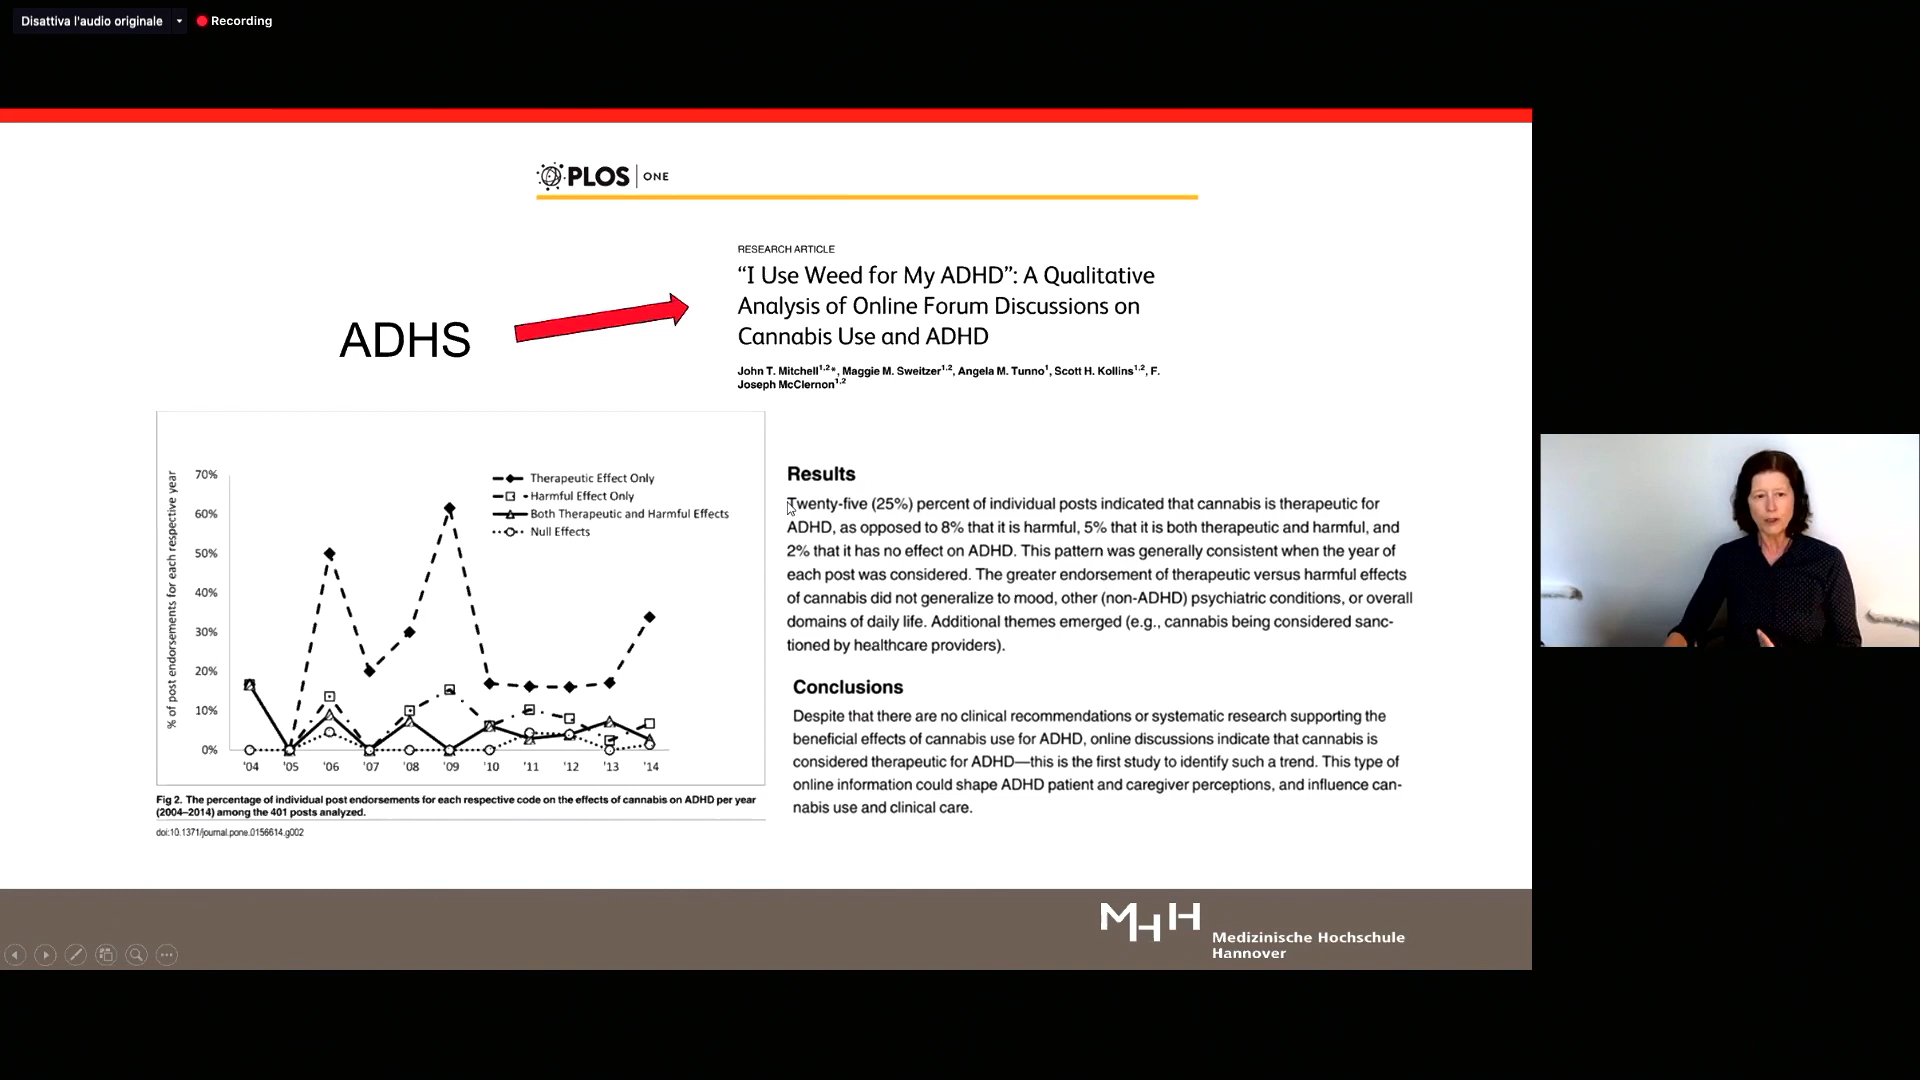 Disattiva l'audio originale
Recording
PLOS ONE
RESEARCH ARTICLE
“I Use Weed for My ADHD”: A Qualitative
Analysis of Online Forum Discussions on
Cannabis Use and ADHD
ADHS
John T. Mitchell1,2*, Maggie M. Sweitzer1,2, Angela M. Tunno1, Scott H. Kollins1,2, F.
Joseph McClernon1,2
% of post endorsements for each respective year
70%
60%
50%
40%
30%
20%
10%
0%
'04 '05 '06 '07 '08 '09 '10 '11 '12 '13 '14
Therapeutic Effect Only
Harmful Effect Only
Both Therapeutic and Harmful Effects
Null Effects
Fig 2. The percentage of individual post endorsements for each respective code on the effects of cannabis on ADHD per year
(2004–2014) among the 401 posts analyzed.
doi:10.1371/journal.pone.0156614.g002
Results
Twenty-five (25%) percent of individual posts indicated that cannabis is therapeutic for
ADHD, as opposed to 8% that it is harmful, 5% that it is both therapeutic and harmful, and
2% that it has no effect on ADHD. This pattern was generally consistent when the year of
each post was considered. The greater endorsement of therapeutic versus harmful effects
of cannabis did not generalize to mood, other (non-ADHD) psychiatric conditions, or overall
domains of daily life. Additional themes emerged (e.g., cannabis being considered sanc-
tioned by healthcare providers).
Conclusions
Despite that there are no clinical recommendations or systematic research supporting the
beneficial effects of cannabis use for ADHD, online discussions indicate that cannabis is
considered therapeutic for ADHD—this is the first study to identify such a trend. This type of
online information could shape ADHD patient and caregiver perceptions, and influence can-
nabis use and clinical care.
MHH
Medizinische Hochschule
Hannover